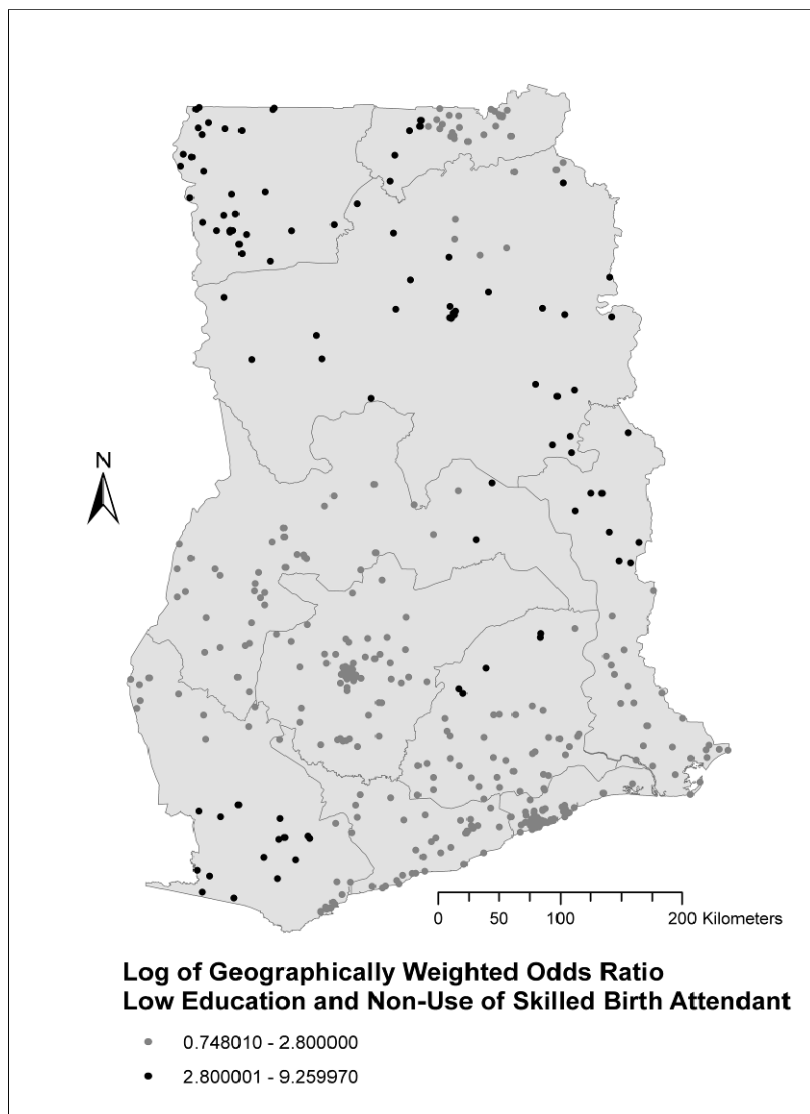 N
0 50 100 200 Kilometers
Log of Geographically Weighted Odds Ratio
Low Education and Non-Use of Skilled Birth Attendant
0.748010 - 2.800000
2.800001 - 9.259970